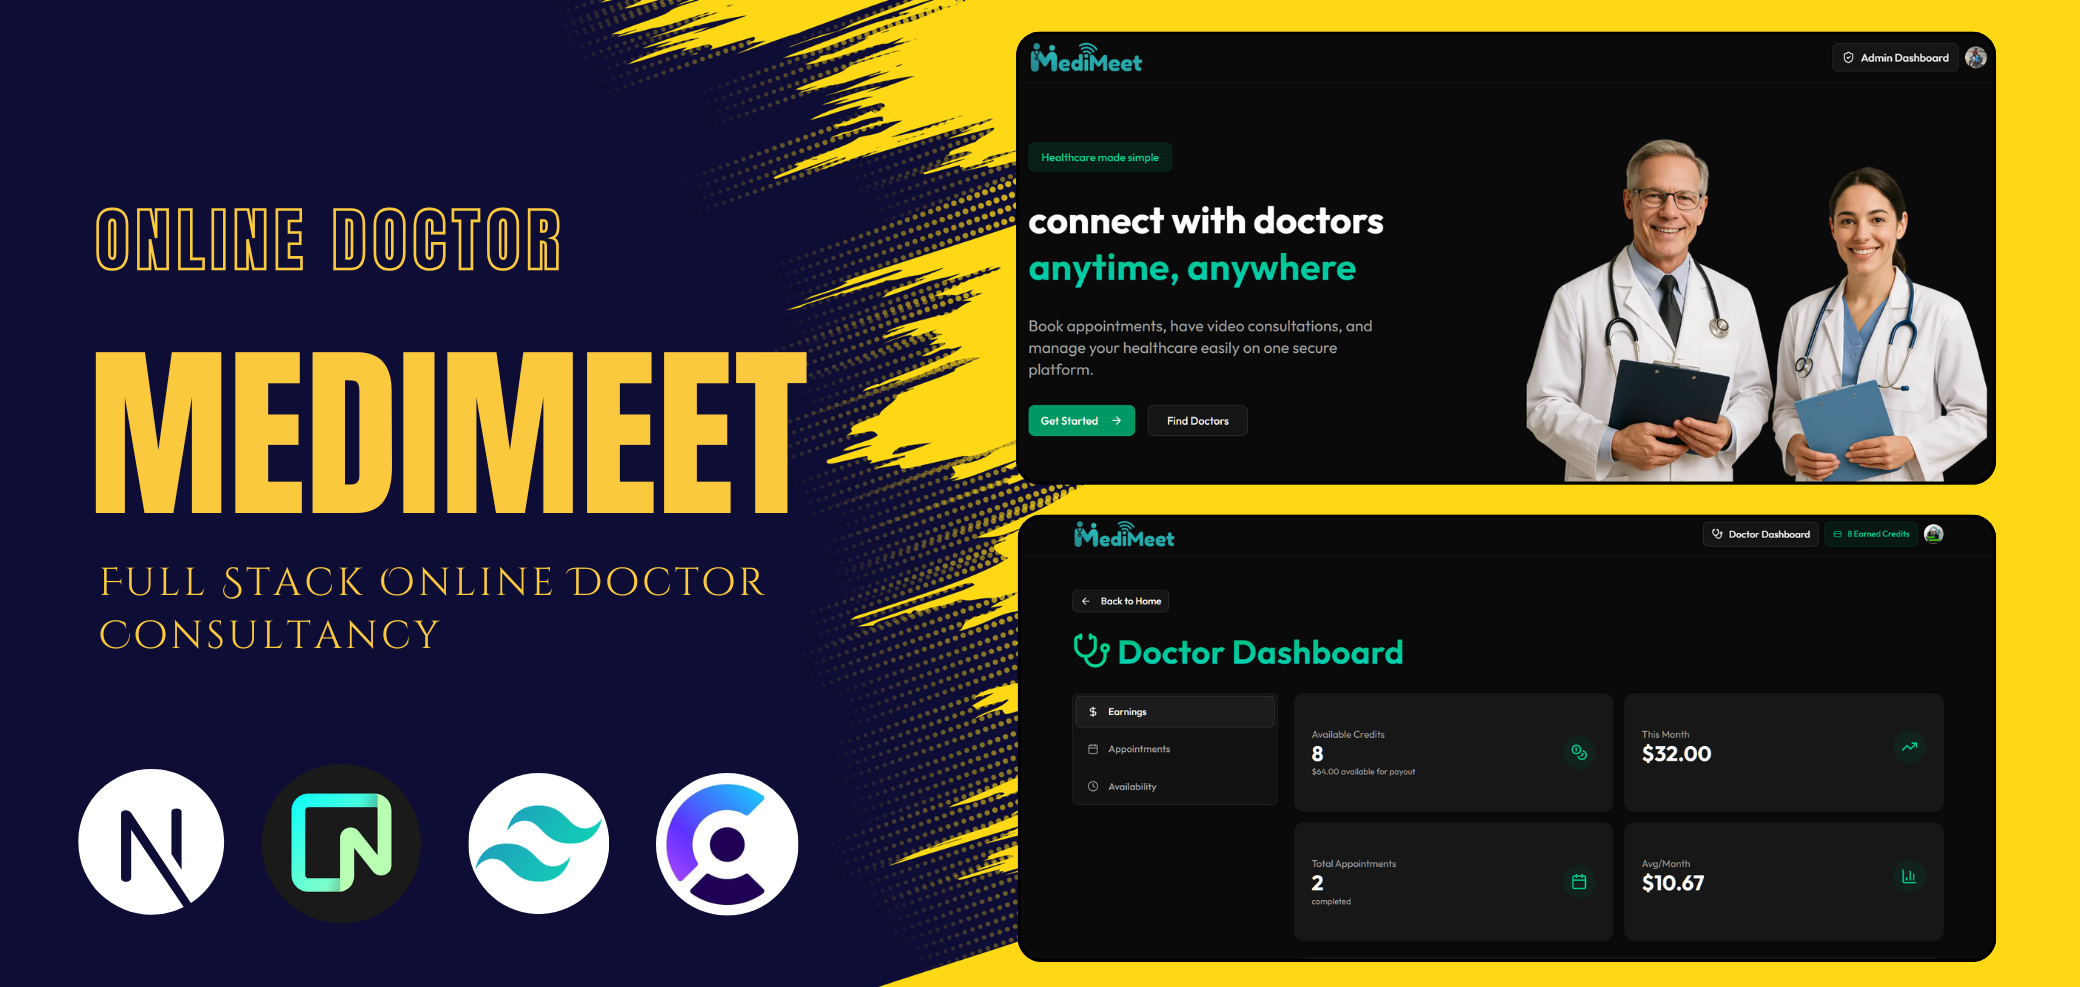 ONLINE DOCTOR
MEDIMEET
FULL STACK ONLINE DOCTOR
CONSULTANCY
MediMeet
Admin Dashboard
Healthcare made simple
connect with doctors
anytime, anywhere
Book appointments, have video consultations, and
manage your healthcare easily on one secure
platform.
Get Started
Find Doctors
MediMeet
Doctor Dashboard
8 Earned Credits
Back to Home
Doctor Dashboard
Earnings
Appointments
Availability
Available Credits
8
$64.00 available for payout
This Month
$32.00
Total Appointments
2
completed
Avg/Month
$10.67